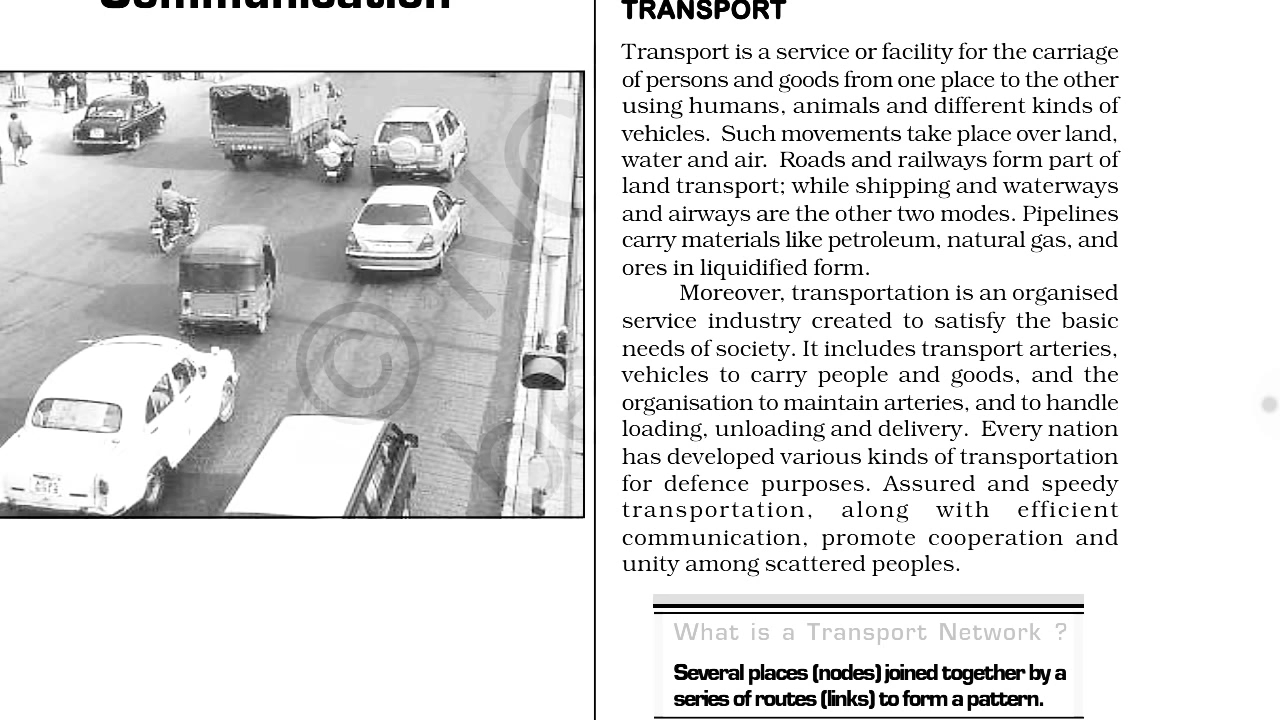 Communication
TRANSPORT
Transport is a service or facility for the carriage
of persons and goods from one place to the other
using humans, animals and different kinds of
vehicles. Such movements take place over land,
water and air. Roads and railways form part of
land transport; while shipping and waterways
and airways are the other two modes. Pipelines
carry materials like petroleum, natural gas, and
ores in liquidified form.
Moreover, transportation is an organised
service industry created to satisfy the basic
needs of society. It includes transport arteries,
vehicles to carry people and goods, and the
organisation to maintain arteries, and to handle
loading, unloading and delivery. Every nation
has developed various kinds of transportation
for defence purposes. Assured and speedy
transportation, along with efficient
communication, promote cooperation and
unity among scattered peoples.
What is a Transport Network ?
Several places (nodes) joined together by a
series of routes (links) to form a pattern.